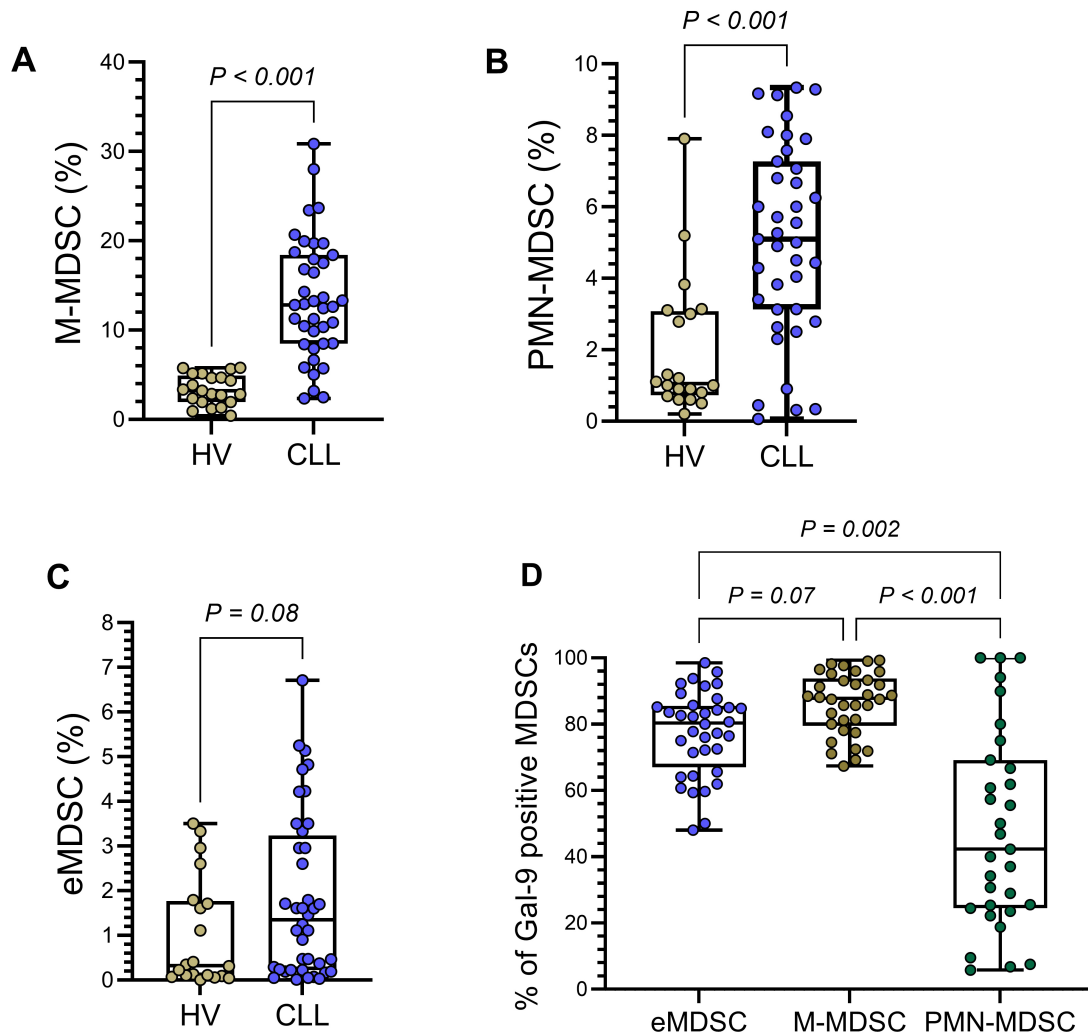 A
P < 0.001
M-MDSC (%)
40
30
20
10
0
HV CLL
B
P < 0.001
PMN-MDSC (%)
10
8
6
4
2
0
HV CLL
C
P = 0.08
eMDSC (%)
8
7
6
5
4
3
2
1
0
HV CLL
D
P = 0.002
P = 0.07 P < 0.001
% of Gal-9 positive MDSCs
100
80
60
40
20
0
eMDSC M-MDSC PMN-MDSC